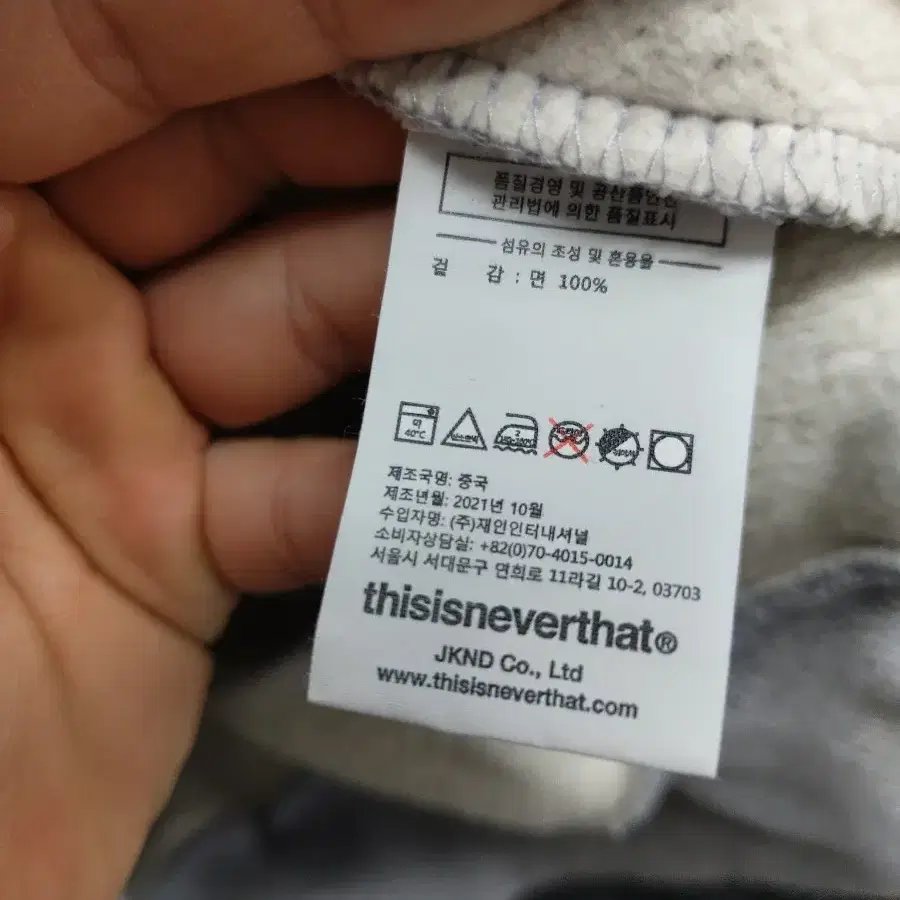 품질경영 및 공산품안전
관리법에 의한 품질표시
섬유의 조성 및 혼용율
겉 감 : 면 100%
약
40°C
제조국명: 중국
제조년월: 2021년 10월
수입자명: (주)재인인터내셔널
소비자상담실: +82(0)70-4015-0014
서울시 서대문구 연희로 11라길 10-2, 03703
thisisneverthat®
JKND Co., Ltd
www.thisisneverthat.com